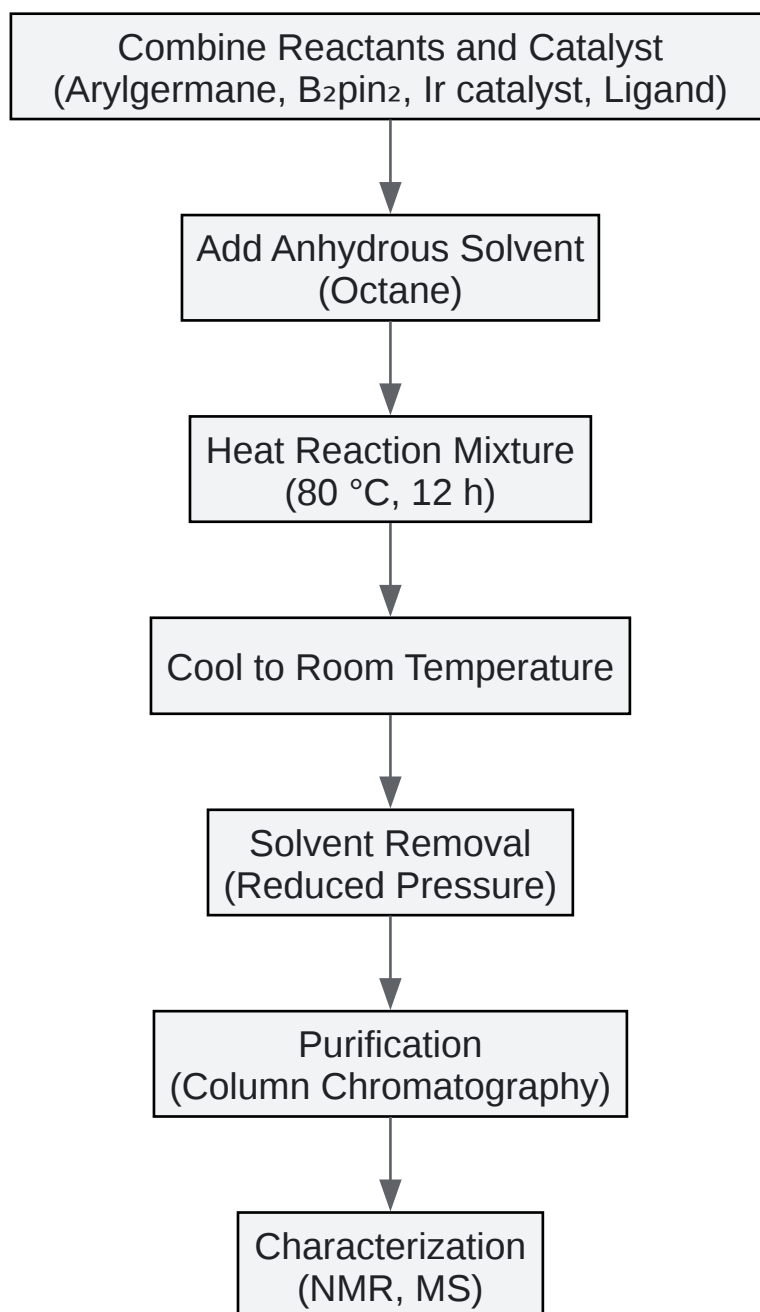 Combine Reactants and Catalyst
(Arylgermane, B₂pin₂, Ir catalyst, Ligand)
Add Anhydrous Solvent
(Octane)
Heat Reaction Mixture
(80 °C, 12 h)
Cool to Room Temperature
Solvent Removal
(Reduced Pressure)
Purification
(Column Chromatography)
Characterization
(NMR, MS)